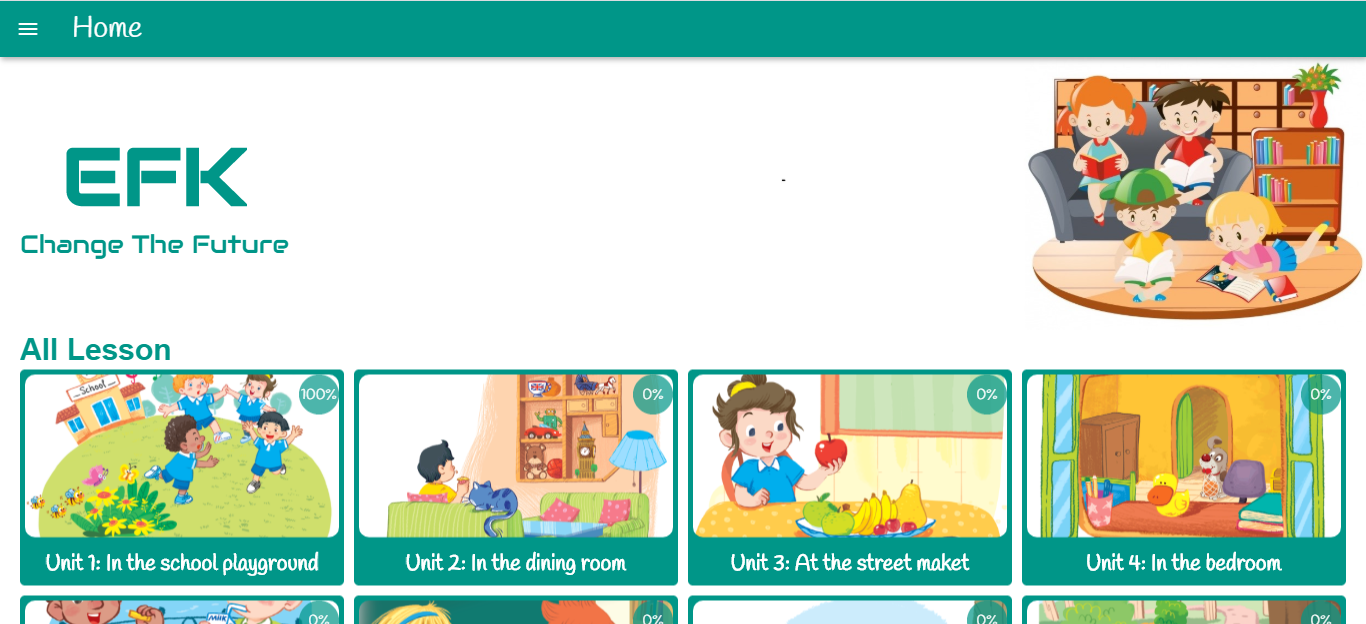 Home
EFK
-
Change The Future
All Lesson
School
100%
0%
0%
0%
Unit 1: In the school playground
Unit 2: In the dining room
Unit 3: At the street maket
Unit 4: In the bedroom
MILK
0%
0%
0%
0%